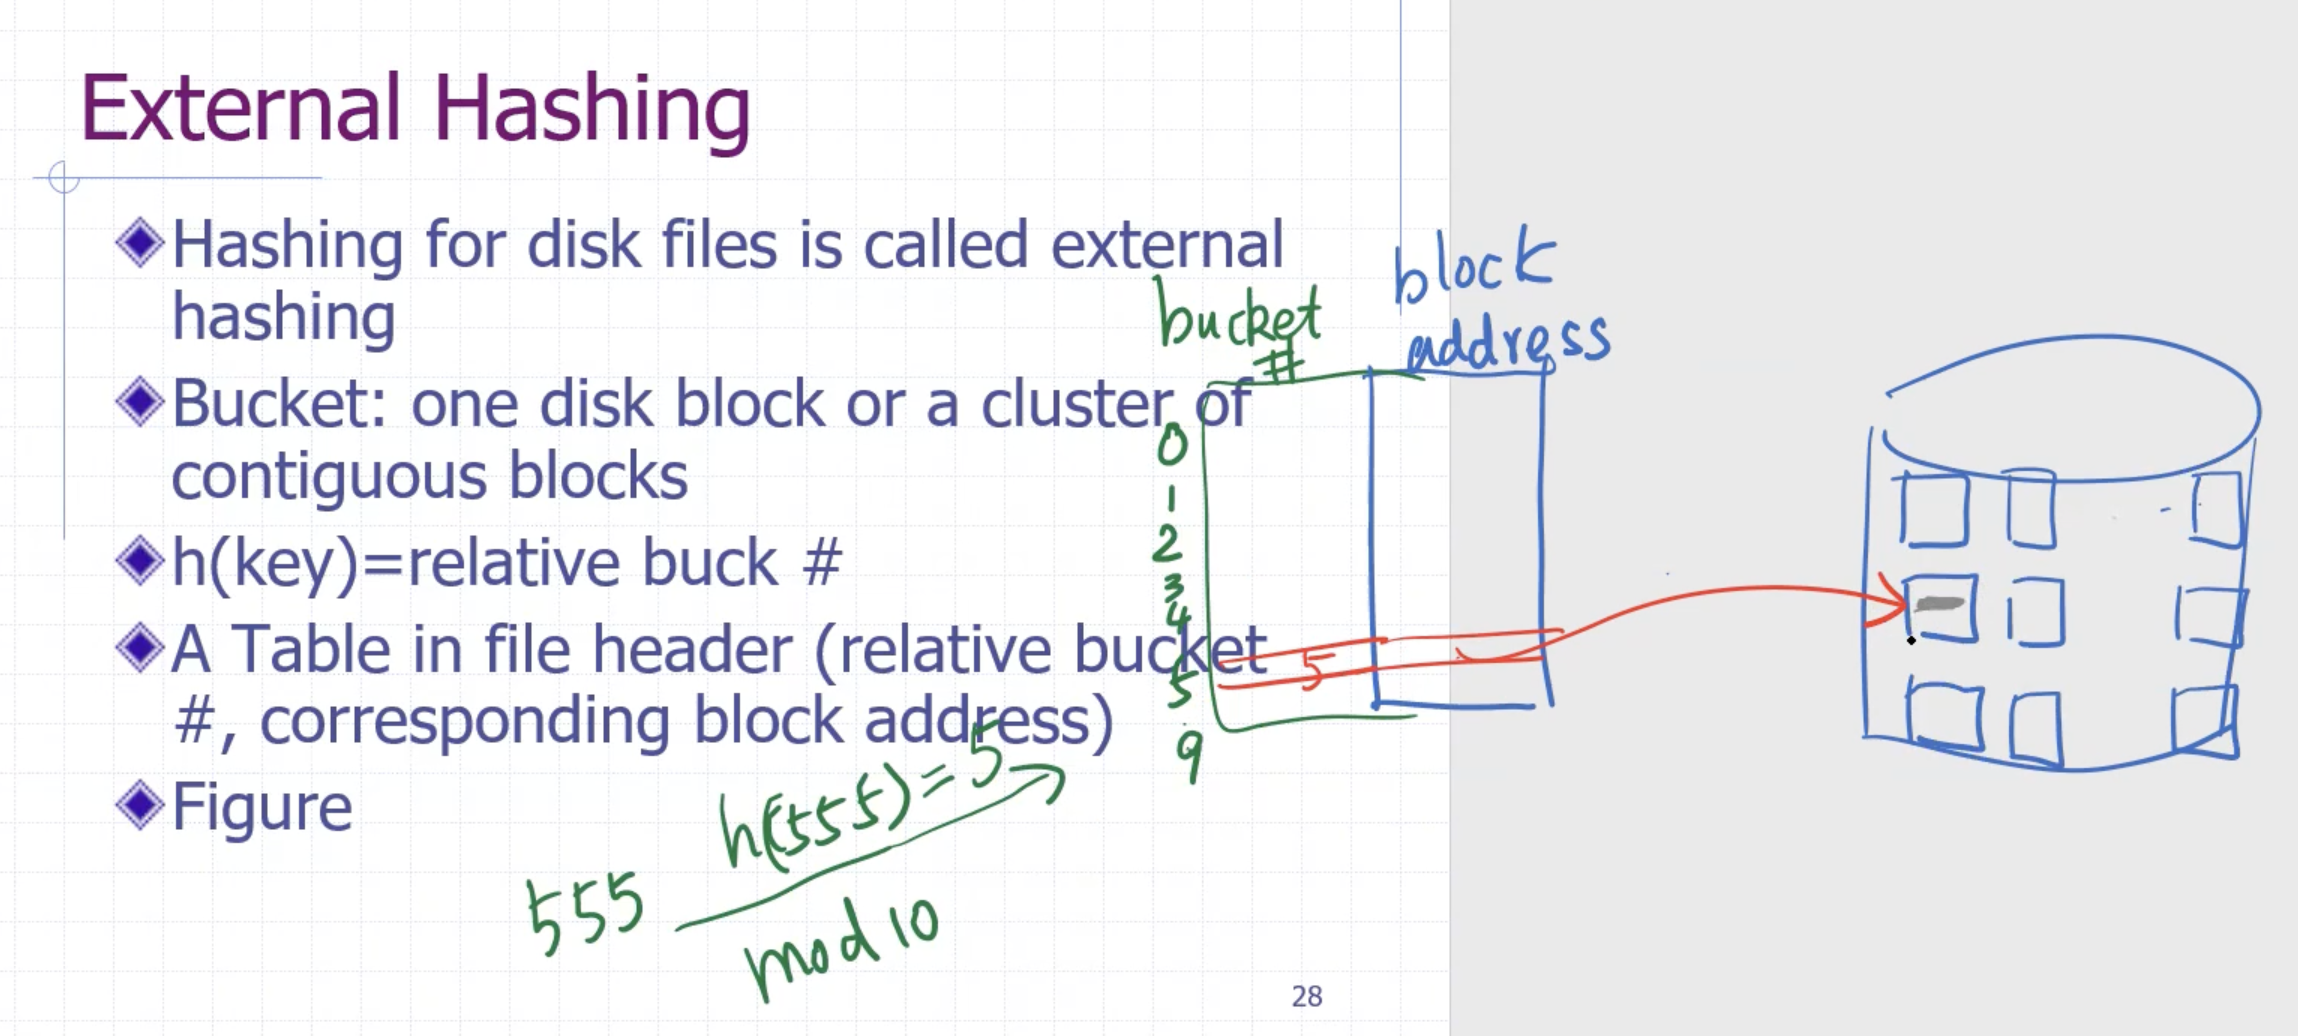 External Hashing
Hashing for disk files is called external
hashing
Bucket: one disk block or a cluster of
contiguous blocks
h(key)=relative buck #
A Table in file header (relative bucket
#, corresponding block address)
Figure
bucket
#
block
address
0
1
2
3
4
5
9
5
h(555)=5
555
mod 10
28